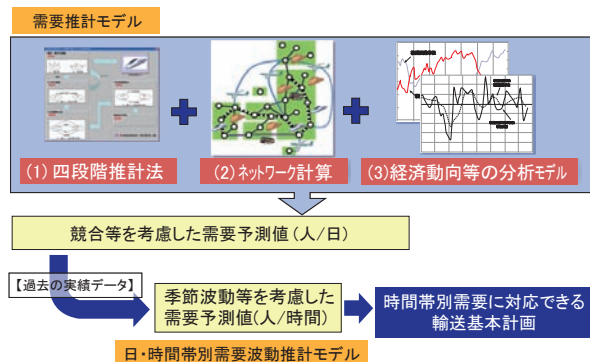 需要推計モデル
(1) 四段階推計法
(2) ネットワーク計算
(3)経済動向等の分析モデル
競合等を考慮した需要予測値(人/日)
【過去の実績データ】
季節波動等を考慮した
需要予測値(人/時間)
時間帯別需要に対応できる
輸送基本計画
日・時間帯別需要波動推計モデル